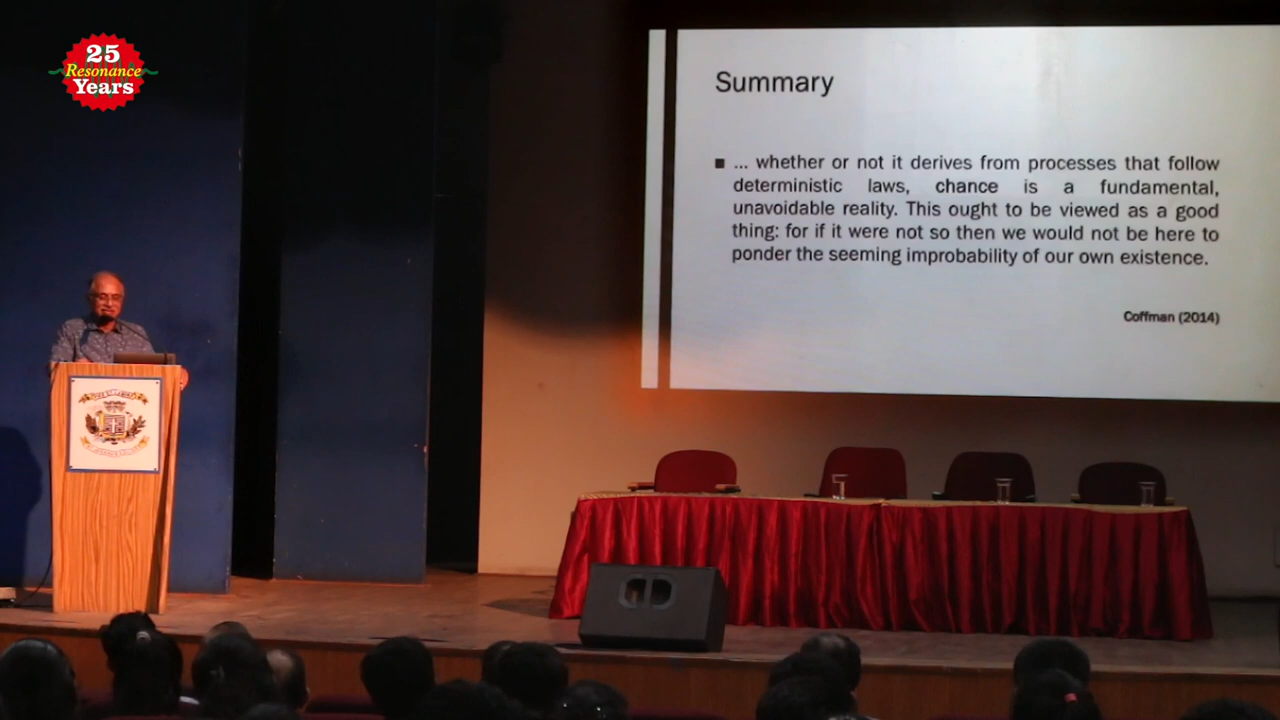 25
Resonance
Years
Summary
■ ... whether or not it derives from processes that follow
deterministic laws, chance is a fundamental,
unavoidable reality. This ought to be viewed as a good
thing: for if it were not so then we would not be here to
ponder the seeming improbability of our own existence.
Coffman (2014)